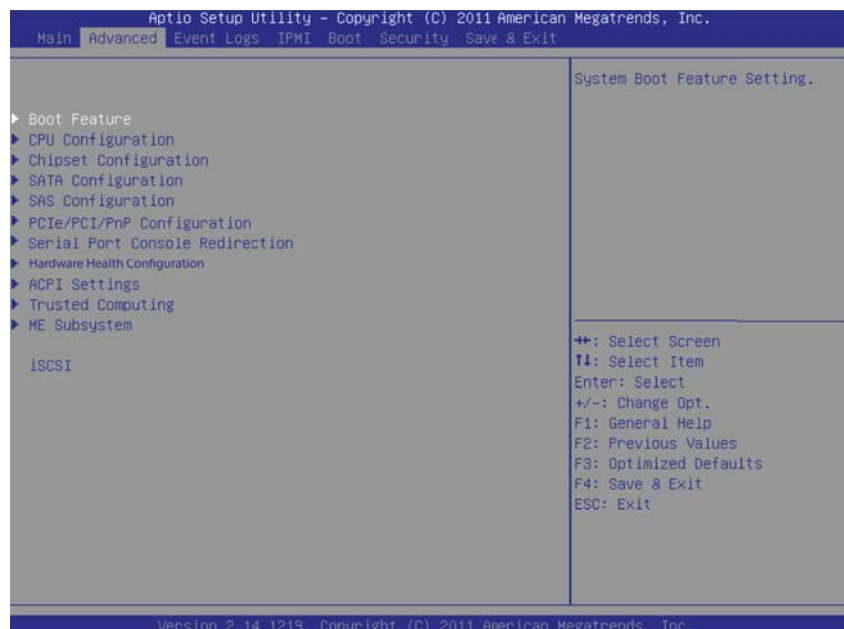 Aptio Setup Utility – Copyright (C) 2011 American Megatrends, Inc.
Main Advanced Event Logs IPMI Boot Security Save & Exit
System Boot Feature Setting.
Boot Feature
CPU Configuration
Chipset Configuration
SATA Configuration
SAS Configuration
PCIe/PCI/PnP Configuration
Serial Port Console Redirection
Hardware Health Configuration
ACPI Settings
Trusted Computing
ME Subsystem
iSCSI
→←: Select Screen
↑↓: Select Item
Enter: Select
+/-: Change Opt.
F1: General Help
F2: Previous Values
F3: Optimized Defaults
F4: Save & Exit
ESC: Exit
Version 2.14.1219. Copyright (C) 2011 American Megatrends, Inc.